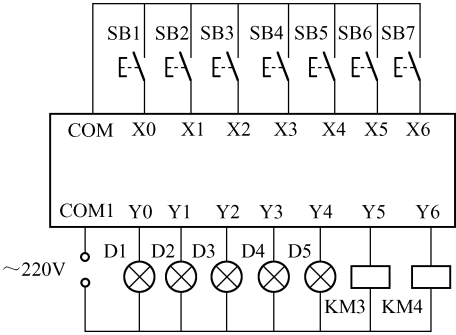 SB1 SB2 SB3 SB4 SB5 SB6 SB7
COM X0 X1 X2 X3 X4 X5 X6
COM1 Y0 Y1 Y2 Y3 Y4 Y5 Y6
D1 D2 D3 D4 D5
～220V
KM3 KM4